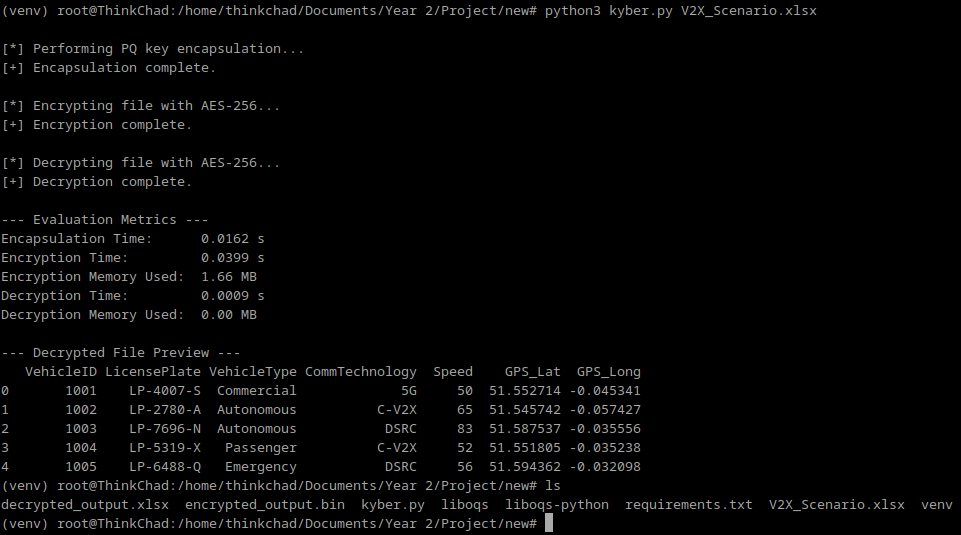 (venv) root@ThinkChad:/home/thinkchad/Documents/Year 2/Project/new# python3 kyber.py V2X_Scenario.xlsx
[*] Performing PQ key encapsulation...
[+] Encapsulation complete.
[*] Encrypting file with AES-256...
[+] Encryption complete.
[*] Decrypting file with AES-256...
[+] Decryption complete.
--- Evaluation Metrics ---
Encapsulation Time:      0.0162 s
Encryption Time:         0.0399 s
Encryption Memory Used:  1.66 MB
Decryption Time:         0.0009 s
Decryption Memory Used:  0.00 MB
--- Decrypted File Preview ---
   VehicleID LicensePlate VehicleType CommTechnology  Speed    GPS_Lat  GPS_Long
0       1001    LP-4007-S  Commercial             5G     50  51.552714 -0.045341
1       1002    LP-2780-A  Autonomous          C-V2X     65  51.545742 -0.057427
2       1003    LP-7696-N  Autonomous           DSRC     83  51.587537 -0.035556
3       1004    LP-5319-X   Passenger          C-V2X     52  51.551805 -0.035238
4       1005    LP-6488-Q   Emergency           DSRC     56  51.594362 -0.032098
(venv) root@ThinkChad:/home/thinkchad/Documents/Year 2/Project/new# ls
decrypted_output.xlsx  encrypted_output.bin  kyber.py  liboqs  liboqs-python  requirements.txt  V2X_Scenario.xlsx  venv
(venv) root@ThinkChad:/home/thinkchad/Documents/Year 2/Project/new#